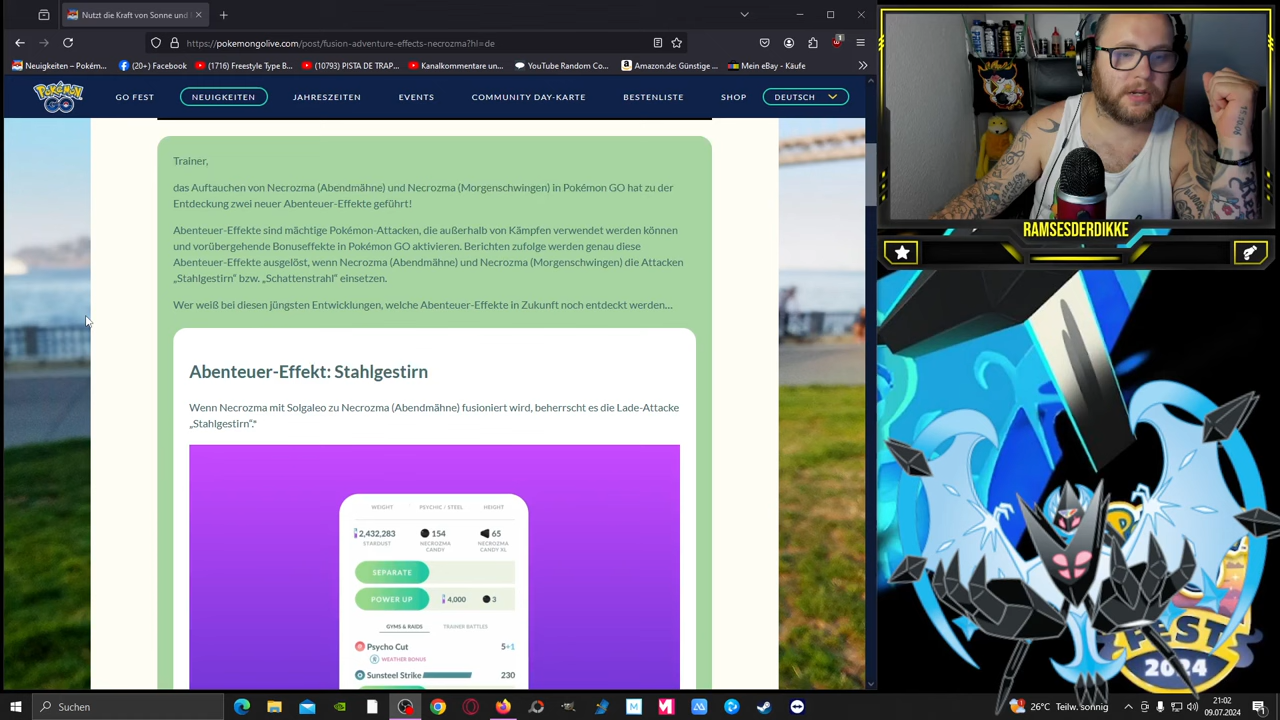 Nutzt die Kraft von Sonne und
https://pokemongolive.com/post/fusion-adventure-effects-necrozma?hl=de
Neuigkeiten – Pokém...
(20+) Facebook
(1716) Freestyle Type...
(1079) PISTA DE TRAP...
Kanalkommentare un...
YouTube Random Co...
Amazon.de: Günstige ...
Mein eBay - Käufe
POKÉMON GO
GO FEST
NEUIGKEITEN
JAHRESZEITEN
EVENTS
COMMUNITY DAY-KARTE
BESTENLISTE
SHOP
DEUTSCH
Trainer,
das Auftauchen von Necrozma (Abendmähne) und Necrozma (Morgenschwingen) in Pokémon GO hat zu der
Entdeckung zwei neuer Abenteuer-Effekte geführt!
Abenteuer-Effekte sind mächtige Pokémon-Attacken, die außerhalb von Kämpfen verwendet werden können
und vorübergehende Bonuseffekte in Pokémon GO aktivieren. Berichten zufolge werden genau diese
Abenteuer-Effekte ausgelöst, wenn Necrozma (Abendmähne) und Necrozma (Morgenschwingen) die Attacken
„Stahlgestirn“ bzw. „Schattenstrahl“ einsetzen.
Wer weiß bei diesen jüngsten Entwicklungen, welche Abenteuer-Effekte in Zukunft noch entdeckt werden…
Abenteuer-Effekt: Stahlgestirn
Wenn Necrozma mit Solgaleo zu Necrozma (Abendmähne) fusioniert wird, beherrscht es die Lade-Attacke
„Stahlgestirn“.*
WEIGHT
PSYCHIC / STEEL
HEIGHT
2,432,283
154
65
STARDUST
NECROZMA CANDY
NECROZMA CANDY XL
SEPARATE
POWER UP
4,000
3
GYMS & RAIDS
TRAINER BATTLES
Psycho Cut
5+1
WEATHER BONUS
Sunsteel Strike
230
RAMSESDERDIKKE
FEST
2024
Suchen
26°C Teilw. sonnig
21:02
09.07.2024